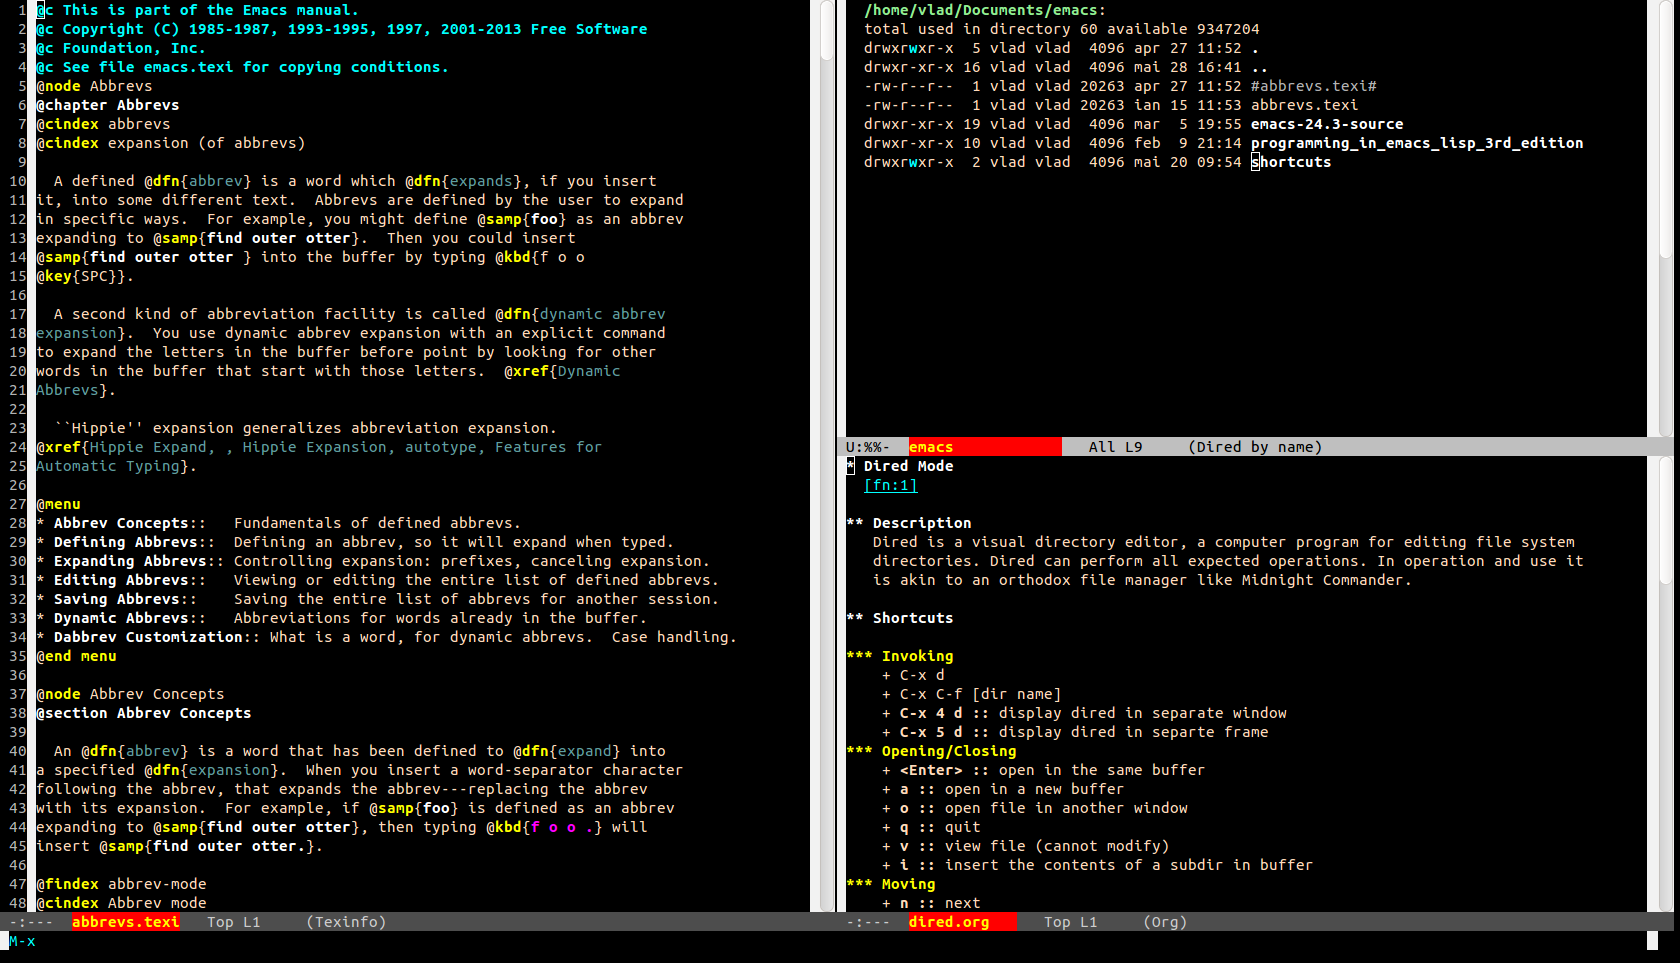 1 @c This is part of the Emacs manual.
2 @c Copyright (C) 1985-1987, 1993-1995, 1997, 2001-2013 Free Software
3 @c Foundation, Inc.
4 @c See file emacs.texi for copying conditions.
5 @node Abbrevs
6 @chapter Abbrevs
7 @cindex abbrevs
8 @cindex expansion (of abbrevs)
9
10   A defined @dfn{abbrev} is a word which @dfn{expands}, if you insert
11 it, into some different text.  Abbrevs are defined by the user to expand
12 in specific ways.  For example, you might define @samp{foo} as an abbrev
13 expanding to @samp{find outer otter}.  Then you could insert
14 @samp{find outer otter } into the buffer by typing @kbd{f o o
15 @key{SPC}}.
16
17   A second kind of abbreviation facility is called @dfn{dynamic abbrev
18 expansion}.  You use dynamic abbrev expansion with an explicit command
19 to expand the letters in the buffer before point by looking for other
20 words in the buffer that start with those letters.  @xref{Dynamic
21 Abbrevs}.
22
23   ``Hippie'' expansion generalizes abbreviation expansion.
24 @xref{Hippie Expand, , Hippie Expansion, autotype, Features for
25 Automatic Typing}.
26
27 @menu
28 * Abbrev Concepts::   Fundamentals of defined abbrevs.
29 * Defining Abbrevs::  Defining an abbrev, so it will expand when typed.
30 * Expanding Abbrevs:: Controlling expansion: prefixes, canceling expansion.
31 * Editing Abbrevs::   Viewing or editing the entire list of defined abbrevs.
32 * Saving Abbrevs::    Saving the entire list of abbrevs for another session.
33 * Dynamic Abbrevs::   Abbreviations for words already in the buffer.
34 * Dabbrev Customization:: What is a word, for dynamic abbrevs.  Case handling.
35 @end menu
36
37 @node Abbrev Concepts
38 @section Abbrev Concepts
39
40   An @dfn{abbrev} is a word that has been defined to @dfn{expand} into
41 a specified @dfn{expansion}.  When you insert a word-separator character
42 following the abbrev, that expands the abbrev---replacing the abbrev
43 with its expansion.  For example, if @samp{foo} is defined as an abbrev
44 expanding to @samp{find outer otter}, then typing @kbd{f o o .} will
45 insert @samp{find outer otter.}.
46
47 @findex abbrev-mode
48 @cindex Abbrev mode
-:---  abbrevs.texi   Top L1     (Texinfo)
/home/vlad/Documents/emacs:
total used in directory 60 available 9347204
drwxrwxr-x  5 vlad vlad  4096 apr 27 11:52 .
drwxr-xr-x 16 vlad vlad  4096 mai 28 16:41 ..
-rw-r--r--  1 vlad vlad 20263 apr 27 11:52 #abbrevs.texi#
-rw-r--r--  1 vlad vlad 20263 ian 15 11:53 abbrevs.texi
drwxr-xr-x 19 vlad vlad  4096 mar  5 19:55 emacs-24.3-source
drwxr-xr-x 10 vlad vlad  4096 feb  9 21:14 programming_in_emacs_lisp_3rd_edition
drwxrwxr-x  2 vlad vlad  4096 mai 20 09:54 shortcuts
U:%%-  emacs   All L9     (Dired by name)
* Dired Mode
[fn:1]

** Description
Dired is a visual directory editor, a computer program for editing file system
directories. Dired can perform all expected operations. In operation and use it
is akin to an orthodox file manager like Midnight Commander.

** Shortcuts

*** Invoking
+ C-x d
+ C-x C-f [dir name]
+ C-x 4 d :: display dired in separate window
+ C-x 5 d :: display dired in separte frame
*** Opening/Closing
+ <Enter> :: open in the same buffer
+ a :: open in a new buffer
+ o :: open file in another window
+ q :: quit
+ v :: view file (cannot modify)
+ i :: insert the contents of a subdir in buffer
*** Moving
+ n :: next
-:---  dired.org      Top L1     (Org)
M-x